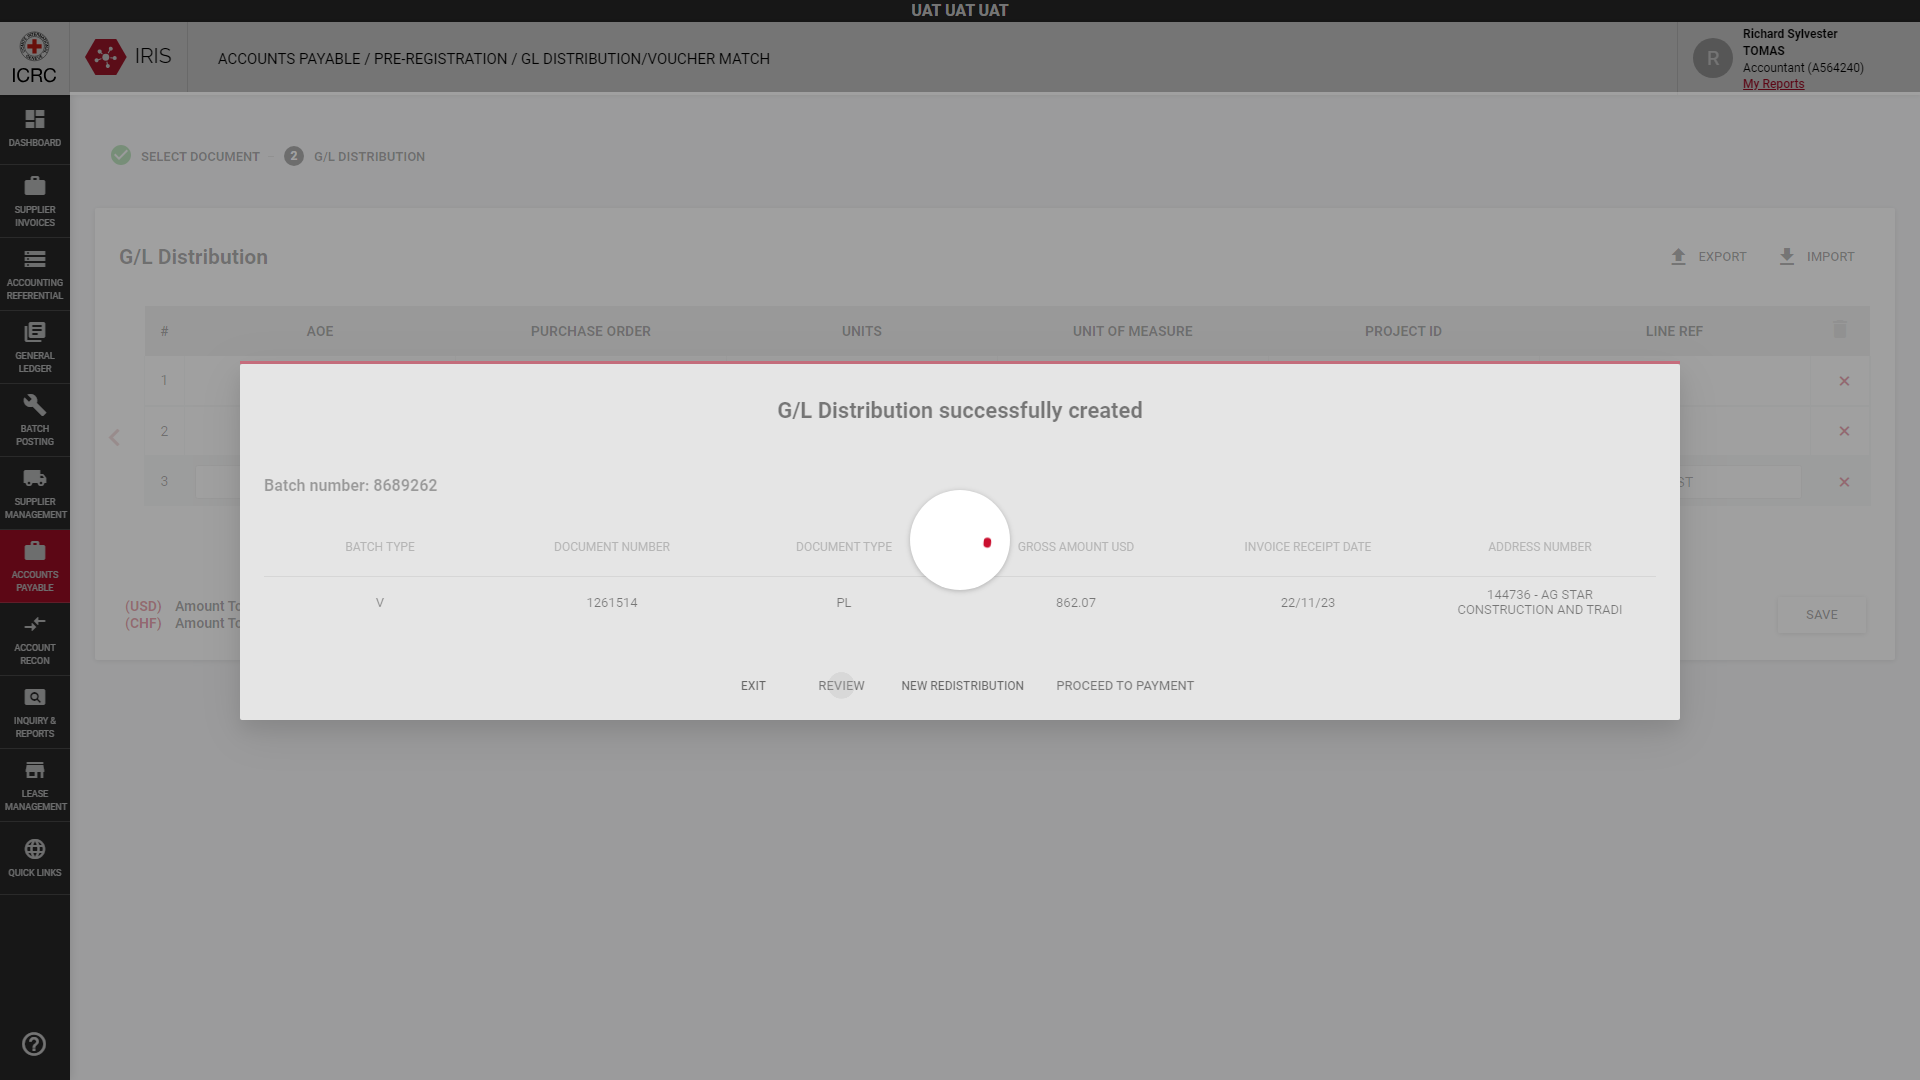 UAT UAT UAT
ICRC
IRIS
ACCOUNTS PAYABLE / PRE-REGISTRATION / GL DISTRIBUTION/VOUCHER MATCH
R
Richard Sylvester
TOMAS
Accountant (A564240)
My Reports
DASHBOARD
SUPPLIER
INVOICES
ACCOUNTING
REFERENTIAL
GENERAL
LEDGER
BATCH
POSTING
SUPPLIER
MANAGEMENT
ACCOUNTS
PAYABLE
ACCOUNT
RECON
INQUIRY &
REPORTS
LEASE
MANAGEMENT
QUICK LINKS
SELECT DOCUMENT
2 G/L DISTRIBUTION
G/L Distribution
EXPORT IMPORT
# AOE PURCHASE ORDER UNITS UNIT OF MEASURE PROJECT ID LINE REF
1
2
3 ST
G/L Distribution successfully created
Batch number: 8689262
BATCH TYPE DOCUMENT NUMBER DOCUMENT TYPE GROSS AMOUNT USD INVOICE RECEIPT DATE ADDRESS NUMBER
V 1261514 PL 862.07 22/11/23 144736 - AG STAR
CONSTRUCTION AND TRADI
(USD) Amount To
(CHF) Amount To
SAVE
EXIT REVIEW NEW REDISTRIBUTION PROCEED TO PAYMENT